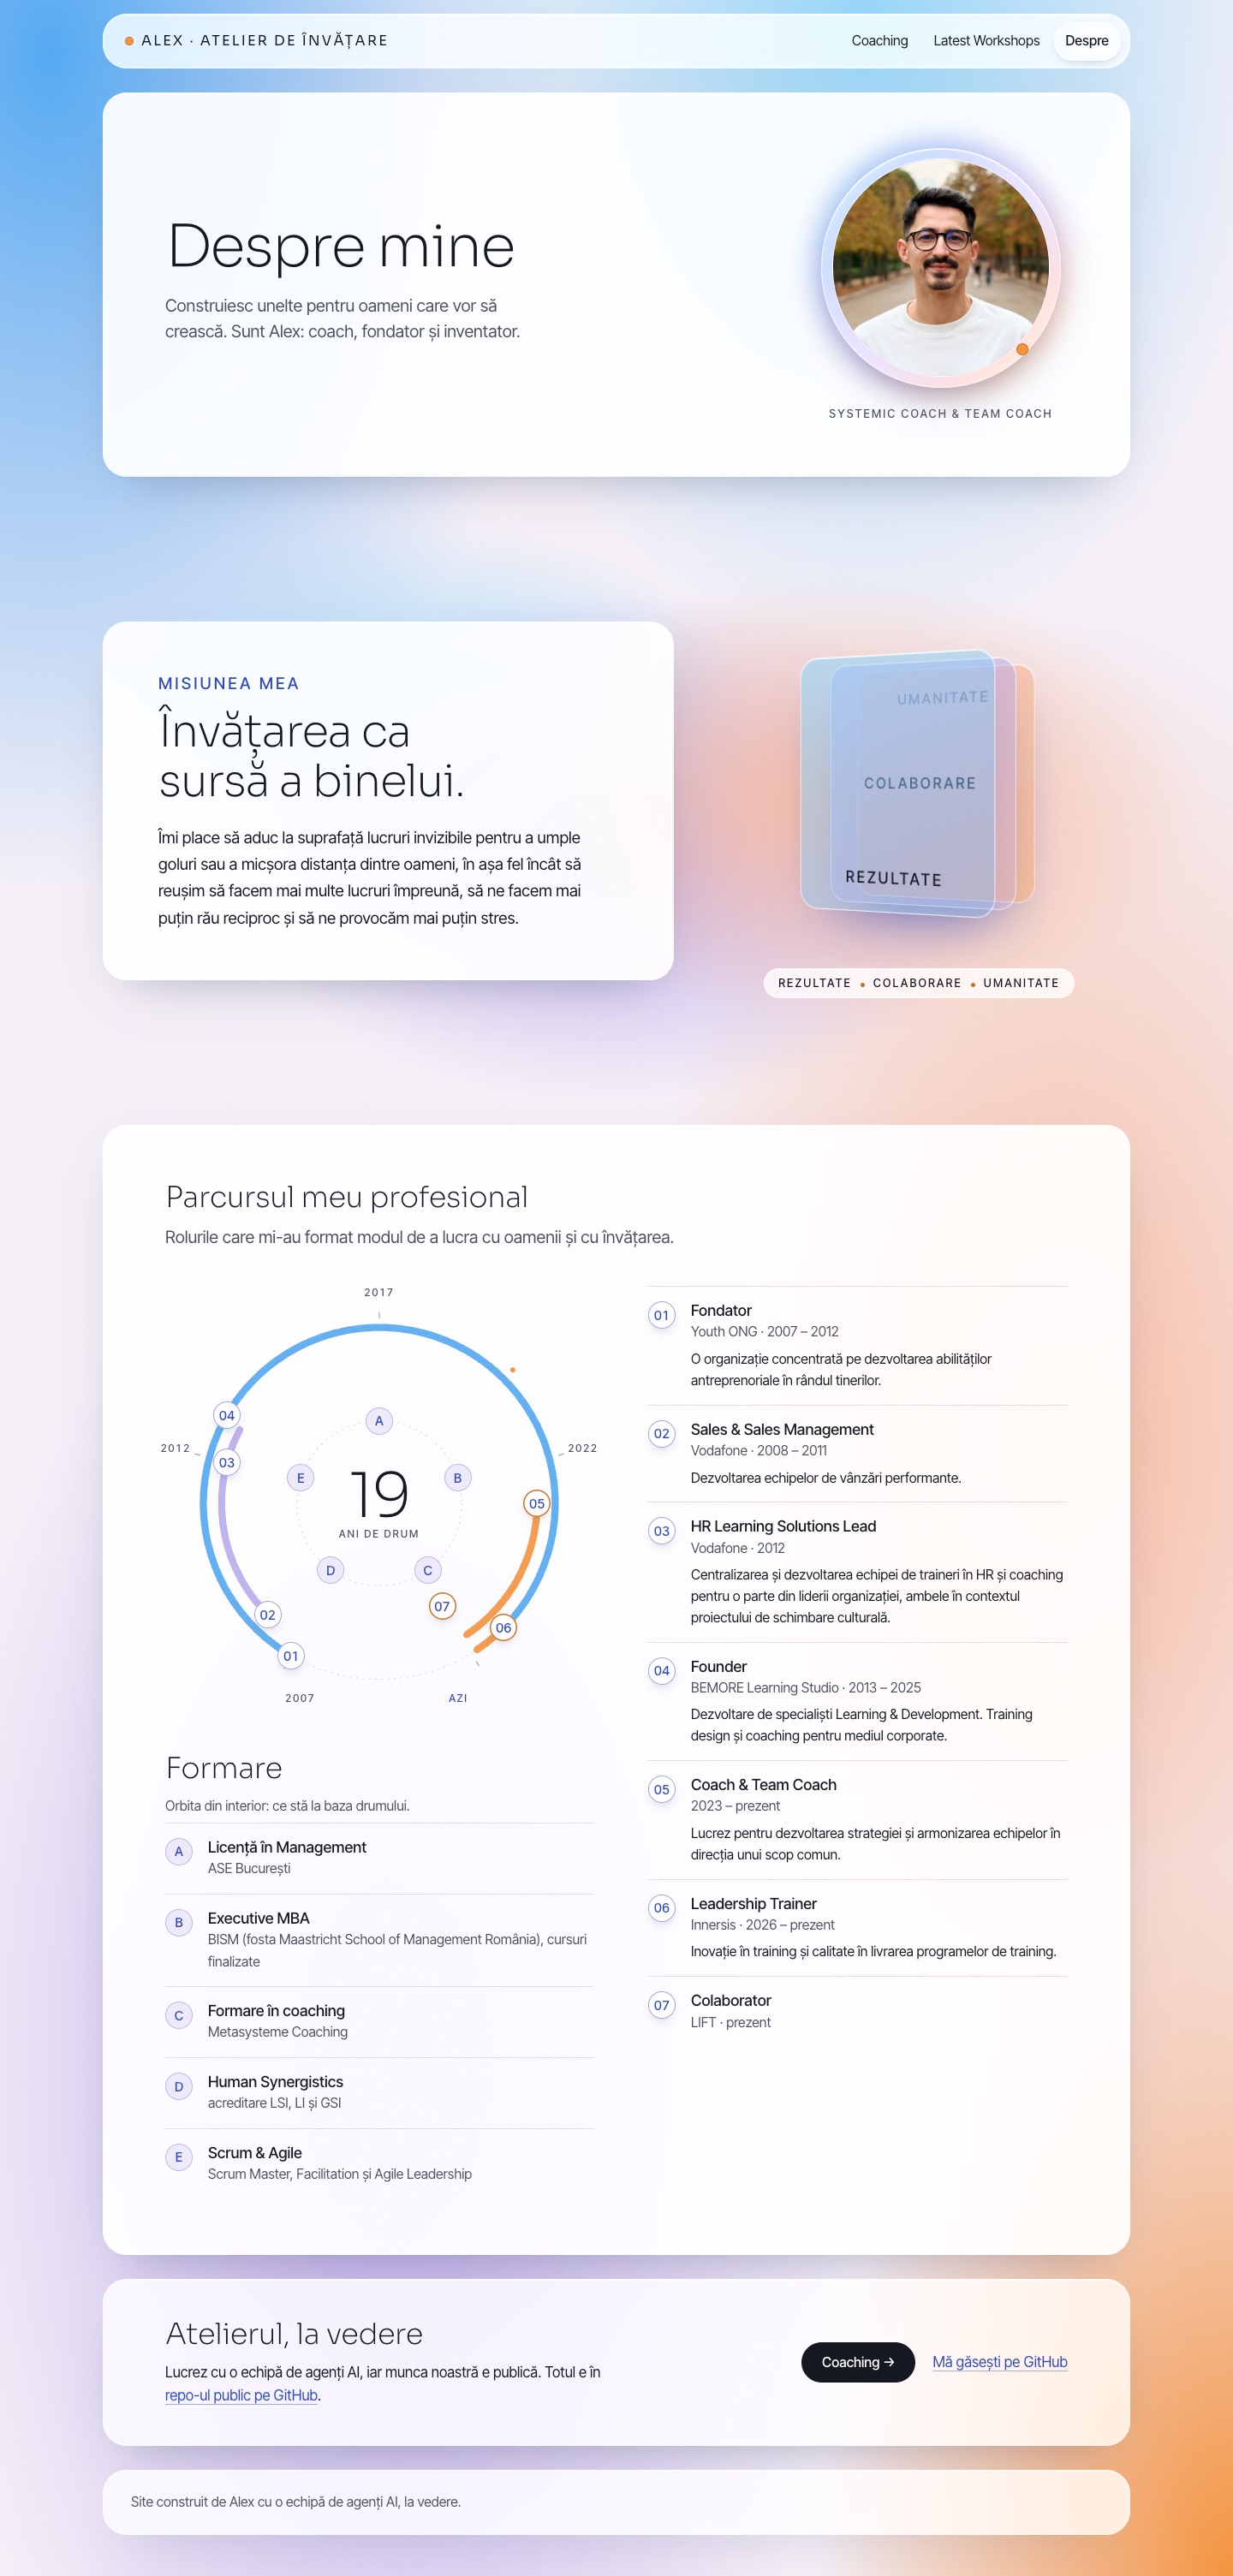 ALEX · ATELIER DE ÎNVĂȚARE
Coaching
Latest Workshops
Despre
Despre mine
Construiesc unelte pentru oameni care vor să
crească. Sunt Alex: coach, fondator și inventator.
SYSTEMIC COACH & TEAM COACH
MISIUNEA MEA
Învățarea ca
sursă a binelui.
Îmi place să aduc la suprafață lucruri invizibile pentru a umple
goluri sau a micșora distanța dintre oameni, în așa fel încât să
reușim să facem mai multe lucruri împreună, să ne facem mai
puțin rău reciproc și să ne provocăm mai puțin stres.
UMANITATE
COLABORARE
REZULTATE
REZULTATE • COLABORARE • UMANITATE
Parcursul meu profesional
Rolurile care mi-au format modul de a lucra cu oamenii și cu învățarea.
2017
04
A
2012
2022
03
E
B
19
05
ANI DE DRUM
D
C
07
02
06
01
2007
AZI
Formare
Orbita din interior: ce stă la baza drumului.
A
Licență în Management
ASE București
B
Executive MBA
BISM (fosta Maastricht School of Management România), cursuri
finalizate
C
Formare în coaching
Metasysteme Coaching
D
Human Synergistics
acreditare LSI, LI și GSI
E
Scrum & Agile
Scrum Master, Facilitation și Agile Leadership
01
Fondator
Youth ONG · 2007 – 2012
O organizație concentrată pe dezvoltarea abilităților
antreprenoriale în rândul tinerilor.
02
Sales & Sales Management
Vodafone · 2008 – 2011
Dezvoltarea echipelor de vânzări performante.
03
HR Learning Solutions Lead
Vodafone · 2012
Centralizarea și dezvoltarea echipei de traineri în HR și coaching
pentru o parte din liderii organizației, ambele în contextul
proiectului de schimbare culturală.
04
Founder
BEMORE Learning Studio · 2013 – 2025
Dezvoltare de specialiști Learning & Development. Training
design și coaching pentru mediul corporate.
05
Coach & Team Coach
2023 – prezent
Lucrez pentru dezvoltarea strategiei și armonizarea echipelor în
direcția unui scop comun.
06
Leadership Trainer
Innersis · 2026 – prezent
Inovație în training și calitate în livrarea programelor de training.
07
Colaborator
LIFT · prezent
Atelierul, la vedere
Lucrez cu o echipă de agenți AI, iar munca noastră e publică. Totul e în
repo-ul public pe GitHub.
Coaching →
Mă găsești pe GitHub
Site construit de Alex cu o echipă de agenți AI, la vedere.